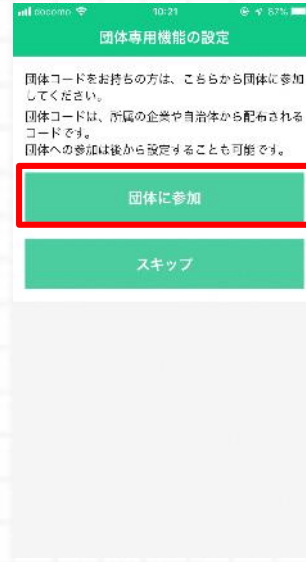 docomo 10:21 87%
団体専用機能の設定
団体コードをお持ちの方は、こちらから団体に参加
してください。
団体コードは、所属の企業や自治体から配布される
コードです。
団体への参加は後から設定することも可能です。
団体に参加
スキップ